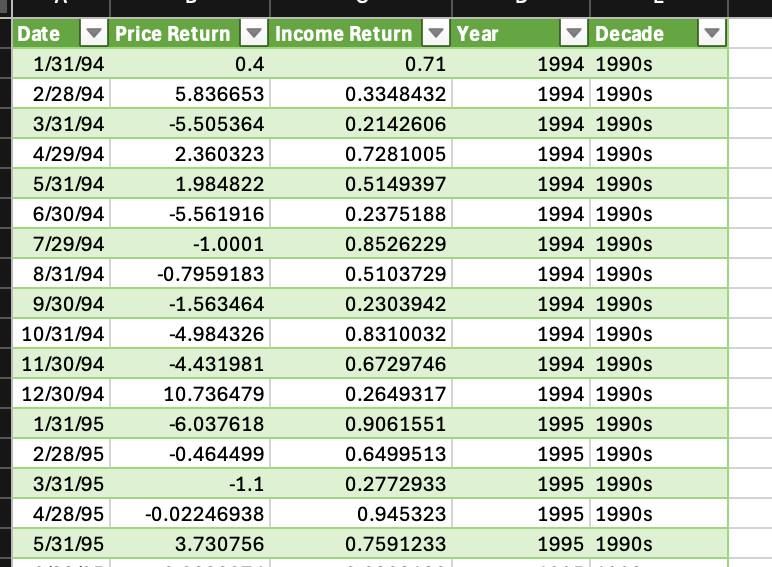 Date Price Return Income Return Year Decade
1/31/94 0.4 0.71 1994 1990s
2/28/94 5.836653 0.3348432 1994 1990s
3/31/94 -5.505364 0.2142606 1994 1990s
4/29/94 2.360323 0.7281005 1994 1990s
5/31/94 1.984822 0.5149397 1994 1990s
6/30/94 -5.561916 0.2375188 1994 1990s
7/29/94 -1.0001 0.8526229 1994 1990s
8/31/94 -0.7959183 0.5103729 1994 1990s
9/30/94 -1.563464 0.2303942 1994 1990s
10/31/94 -4.984326 0.8310032 1994 1990s
11/30/94 -4.431981 0.6729746 1994 1990s
12/30/94 10.736479 0.2649317 1994 1990s
1/31/95 -6.037618 0.9061551 1995 1990s
2/28/95 -0.464499 0.6499513 1995 1990s
3/31/95 -1.1 0.2772933 1995 1990s
4/28/95 -0.02246938 0.945323 1995 1990s
5/31/95 3.730756 0.7591233 1995 1990s